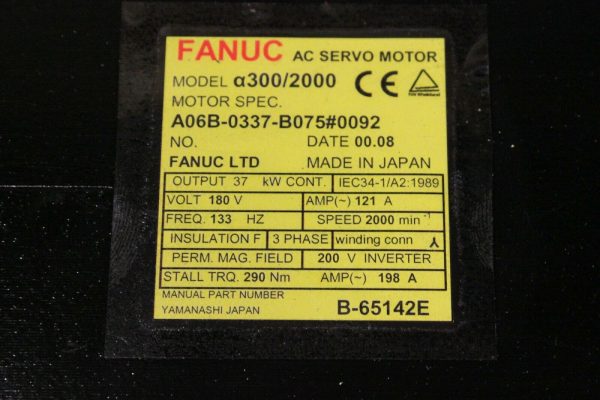 FANUC AC SERVO MOTOR
MODEL α300/2000 CE
MOTOR SPEC.
A06B-0337-B075#0092
NO. DATE 00.08
FANUC LTD MADE IN JAPAN
OUTPUT 37 kW CONT. IEC34-1/A2:1989
VOLT 180 V AMP(~) 121 A
FREQ. 133 HZ SPEED 2000 min⁻¹
INSULATION F 3 PHASE winding conn
PERM. MAG. FIELD 200 V INVERTER
STALL TRQ. 290 Nm AMP(~) 198 A
MANUAL PART NUMBER
YAMANASHI JAPAN B-65142E